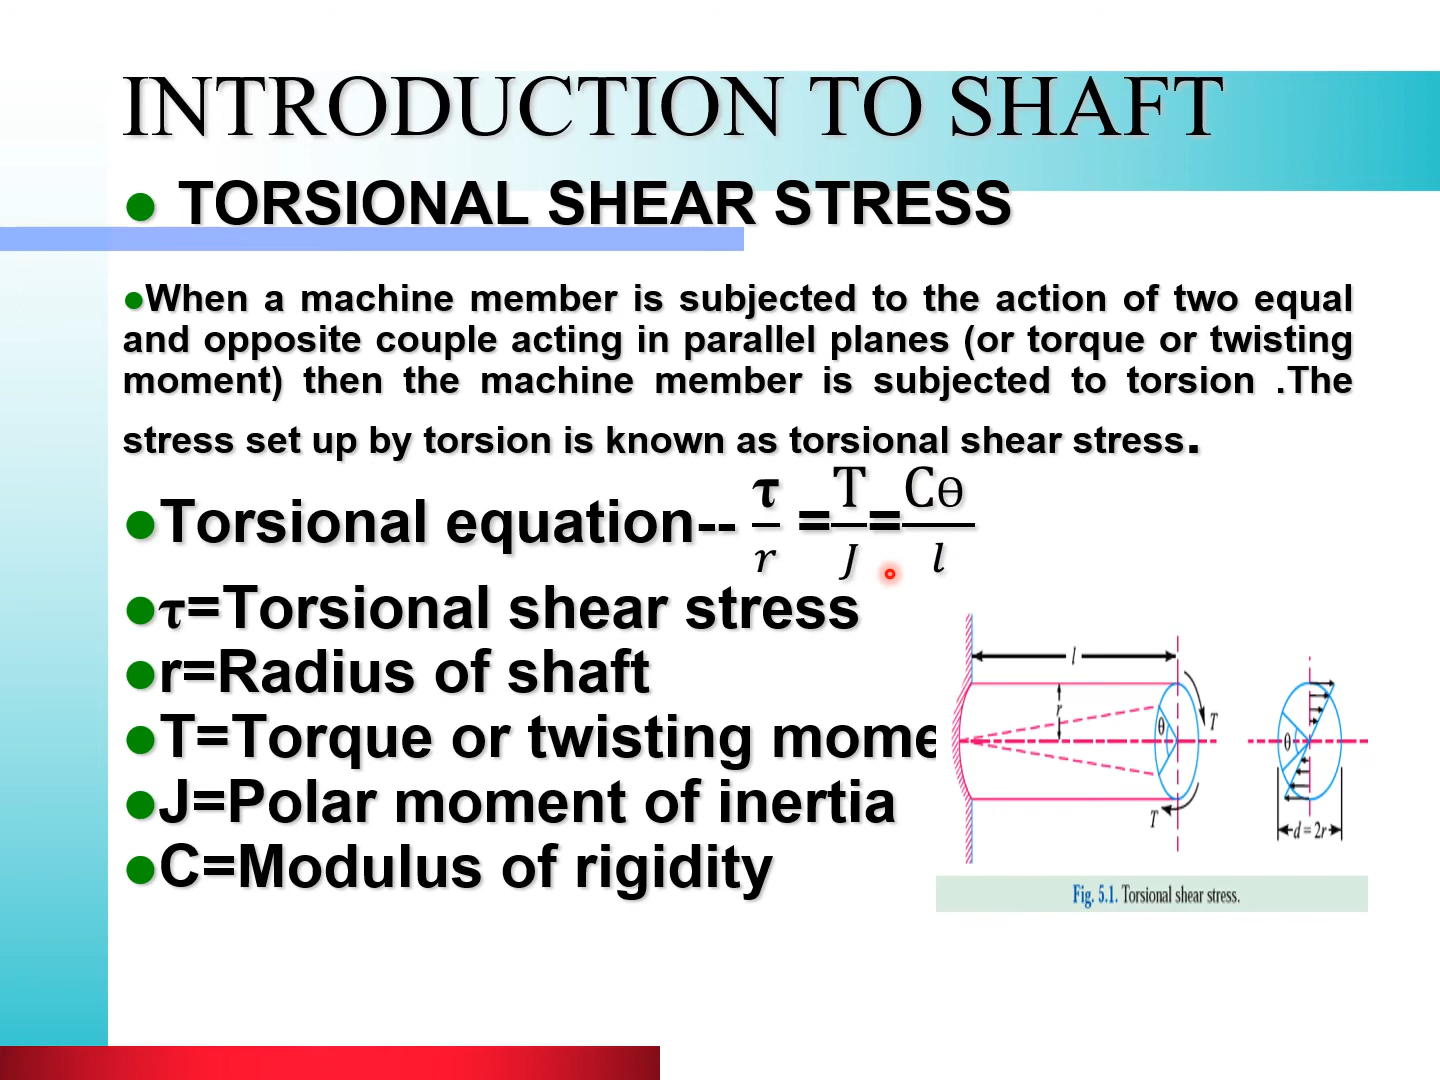 INTRODUCTION TO SHAFT
● TORSIONAL SHEAR STRESS
●When a machine member is subjected to the action of two equal
and opposite couple acting in parallel planes (or torque or twisting
moment) then the machine member is subjected to torsion .The
stress set up by torsion is known as torsional shear stress.
●Torsional equation-- τ/r = T/J = Cθ/l
●τ=Torsional shear stress
●r=Radius of shaft
●T=Torque or twisting mome
●J=Polar moment of inertia
●C=Modulus of rigidity
l
r
θ
T
T
θ
d = 2r
Fig. 5.1. Torsional shear stress.